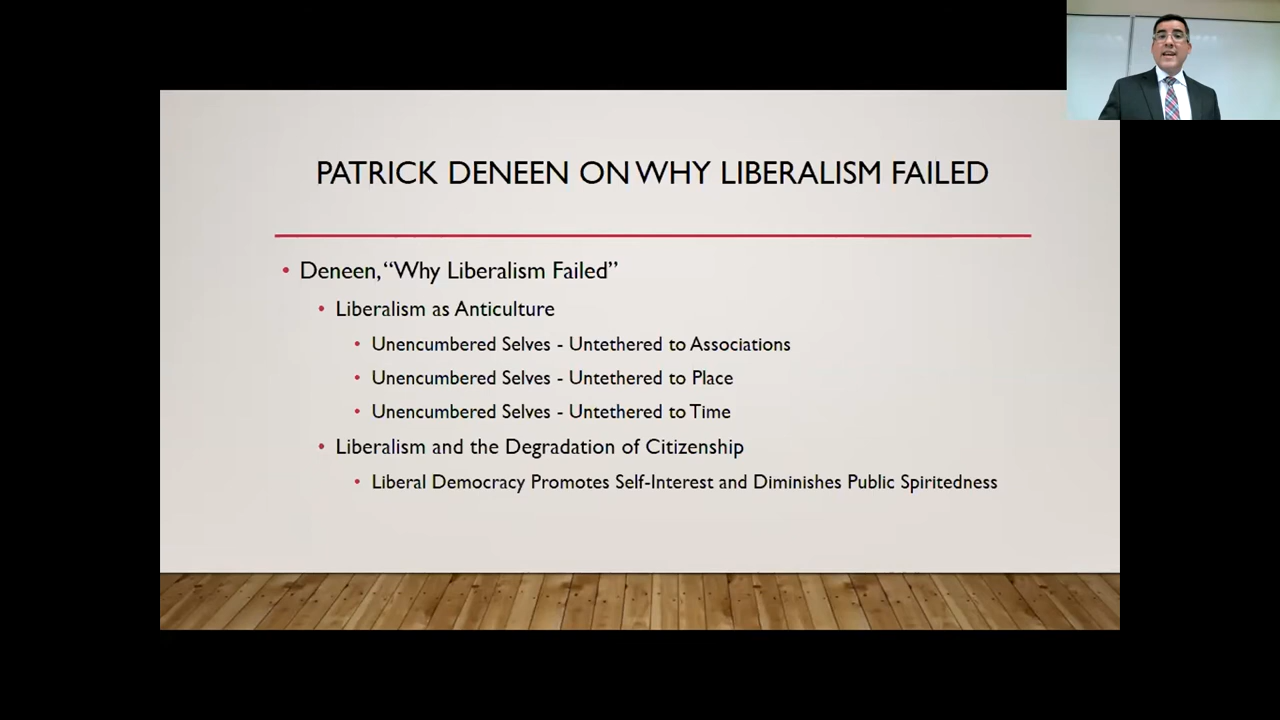 PATRICK DENEEN ON WHY LIBERALISM FAILED
• Deneen, “Why Liberalism Failed”
• Liberalism as Anticulture
• Unencumbered Selves - Untethered to Associations
• Unencumbered Selves - Untethered to Place
• Unencumbered Selves - Untethered to Time
• Liberalism and the Degradation of Citizenship
• Liberal Democracy Promotes Self-Interest and Diminishes Public Spiritedness